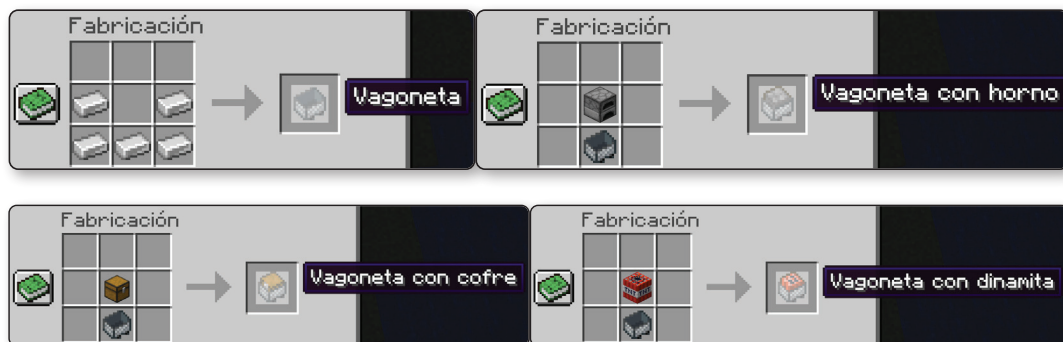 Fabricación
Vagoneta
Fabricación
Vagoneta con horno
Fabricación
Vagoneta con cofre
Fabricación
Vagoneta con dinamita